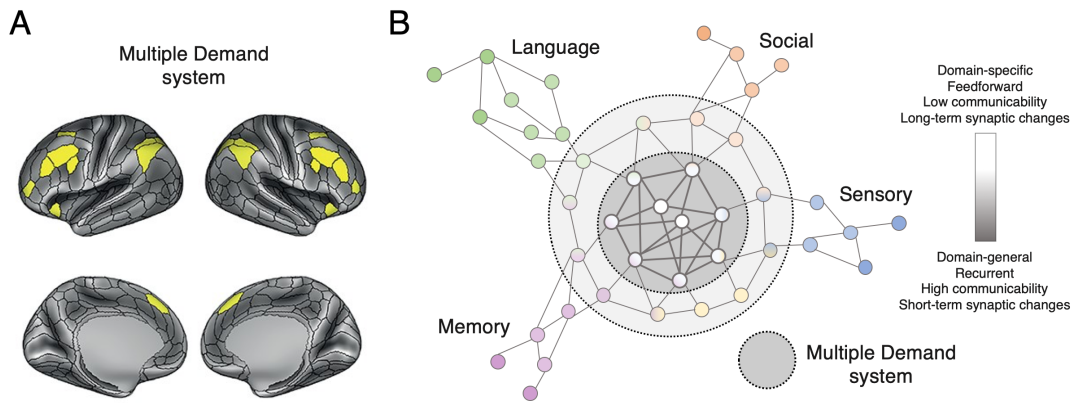 A
Multiple Demand
system
B
Language
Social
Sensory
Memory
Multiple Demand
system
Domain-specific
Feedforward
Low communicability
Long-term synaptic changes
Domain-general
Recurrent
High communicability
Short-term synaptic changes